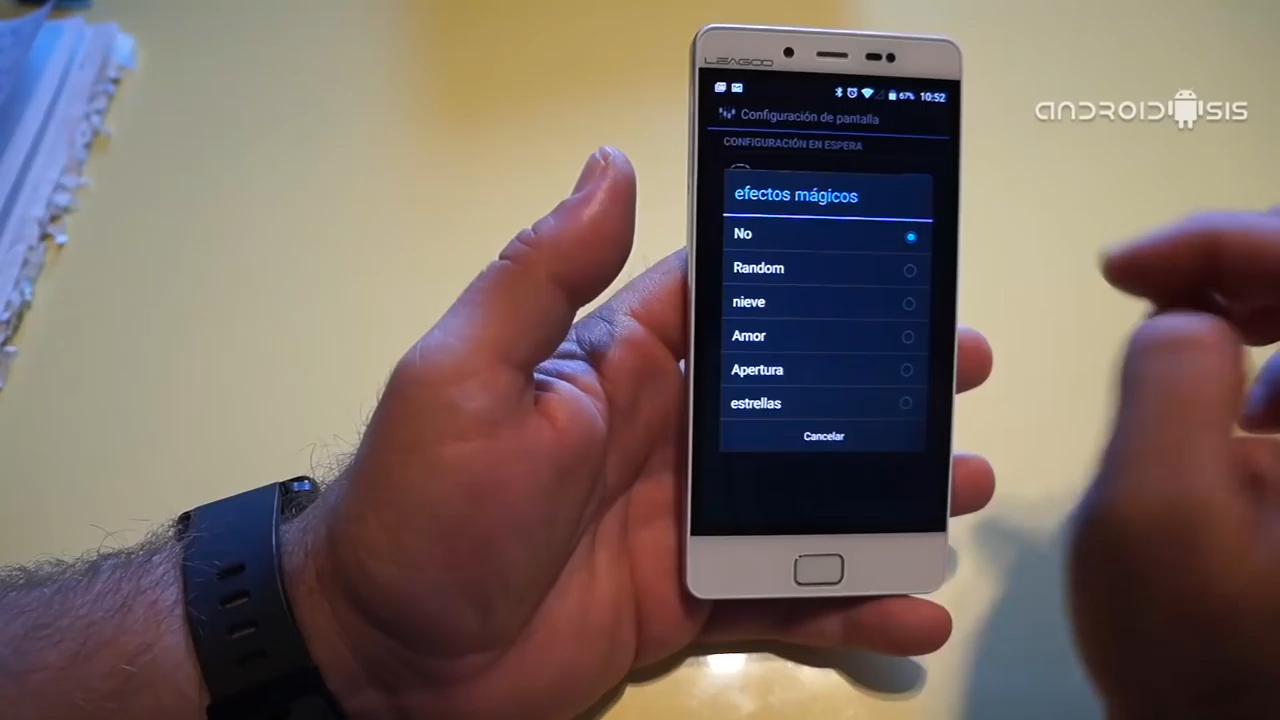 LEAGOO
67% 10:52
Configuración de pantalla
CONFIGURACIÓN EN ESPERA
efectos mágicos
No
Random
nieve
Amor
Apertura
estrellas
Cancelar
ANDROIDSIS